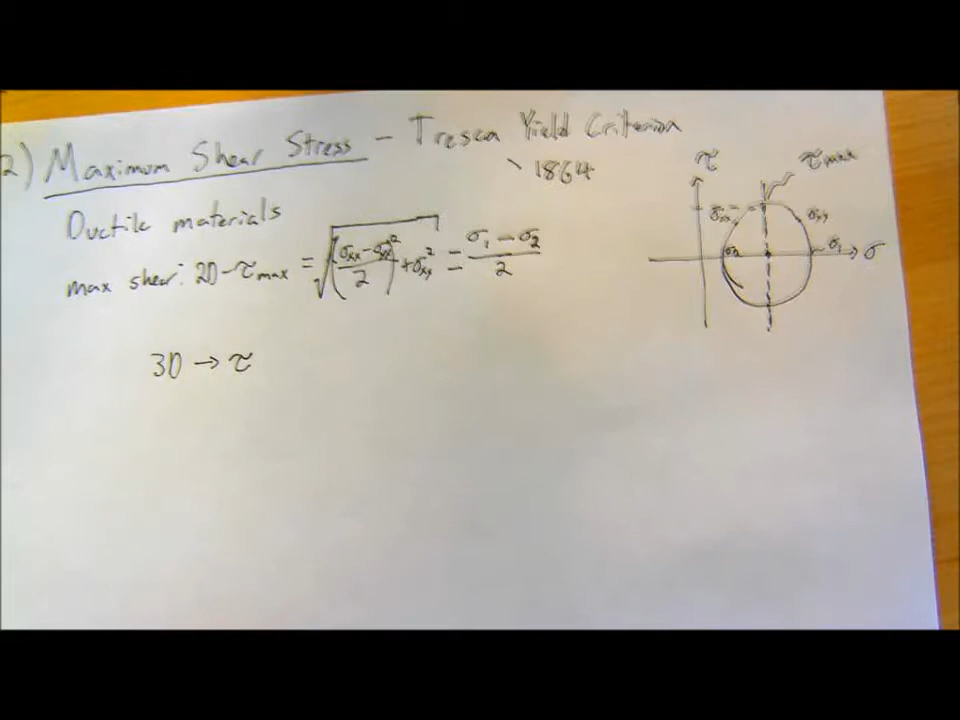 2) Maximum Shear Stress - Tresca Yield Criterion
1864
Ductile materials
max shear: 2D - τmax = √((σxx - σyy / 2)² + σxy²) = σ1 - σ2 / 2
3D → τ
τ
τmax
σxy
σ2
σ1
σ